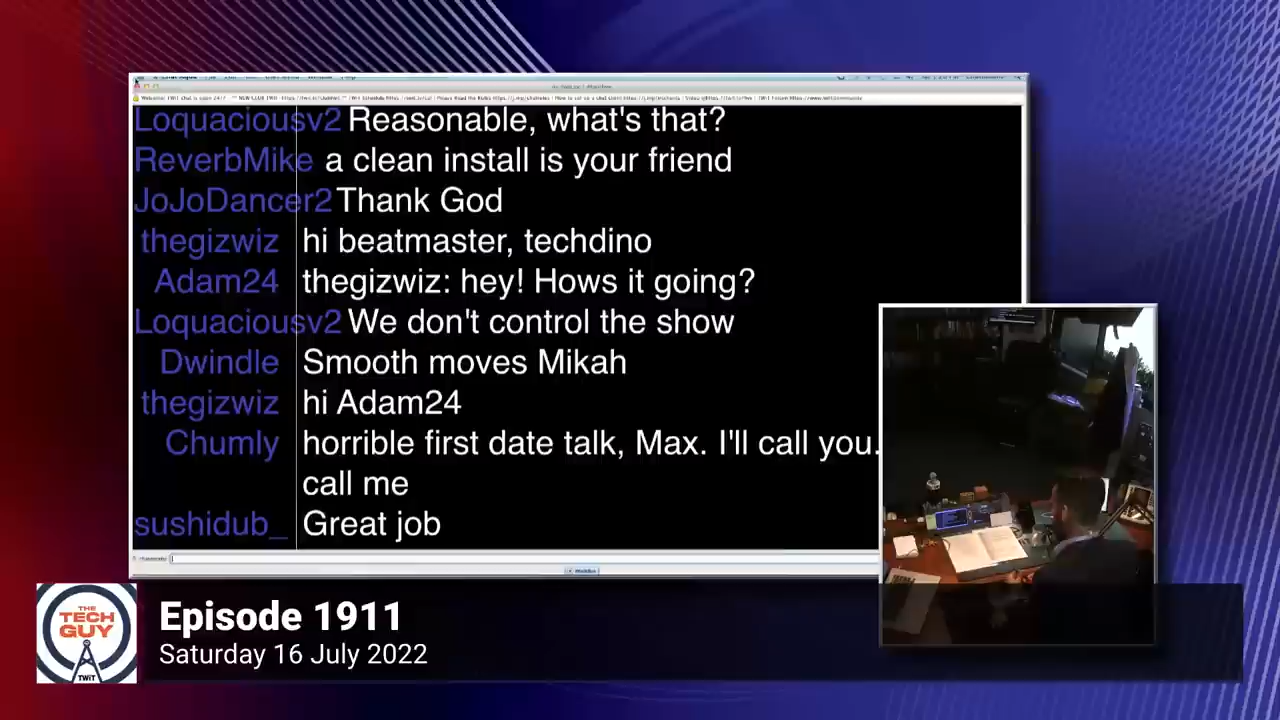 Loquaciousv2 Reasonable, what's that?
ReverbMike a clean install is your friend
JoJoDancer2 Thank God
thegizwiz hi beatmaster, techdino
Adam24 thegizwiz: hey! Hows it going?
Loquaciousv2 We don't control the show
Dwindle Smooth moves Mikah
thegizwiz hi Adam24
Chumly horrible first date talk, Max. I'll call you.
call me
sushidub_ Great job
THE
TECH
GUY
TWiT
Episode 1911
Saturday 16 July 2022